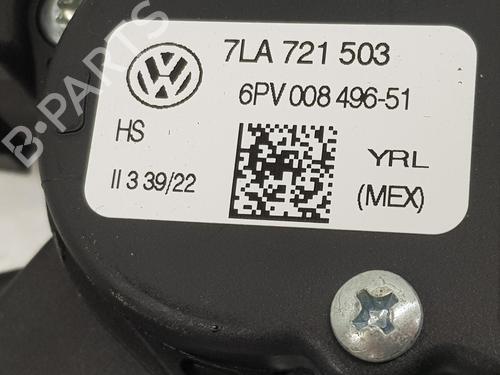 B-PARTS
7LA 721 503
6PV 008 496-51
HS
YRL
II 3 39/22
(MEX)